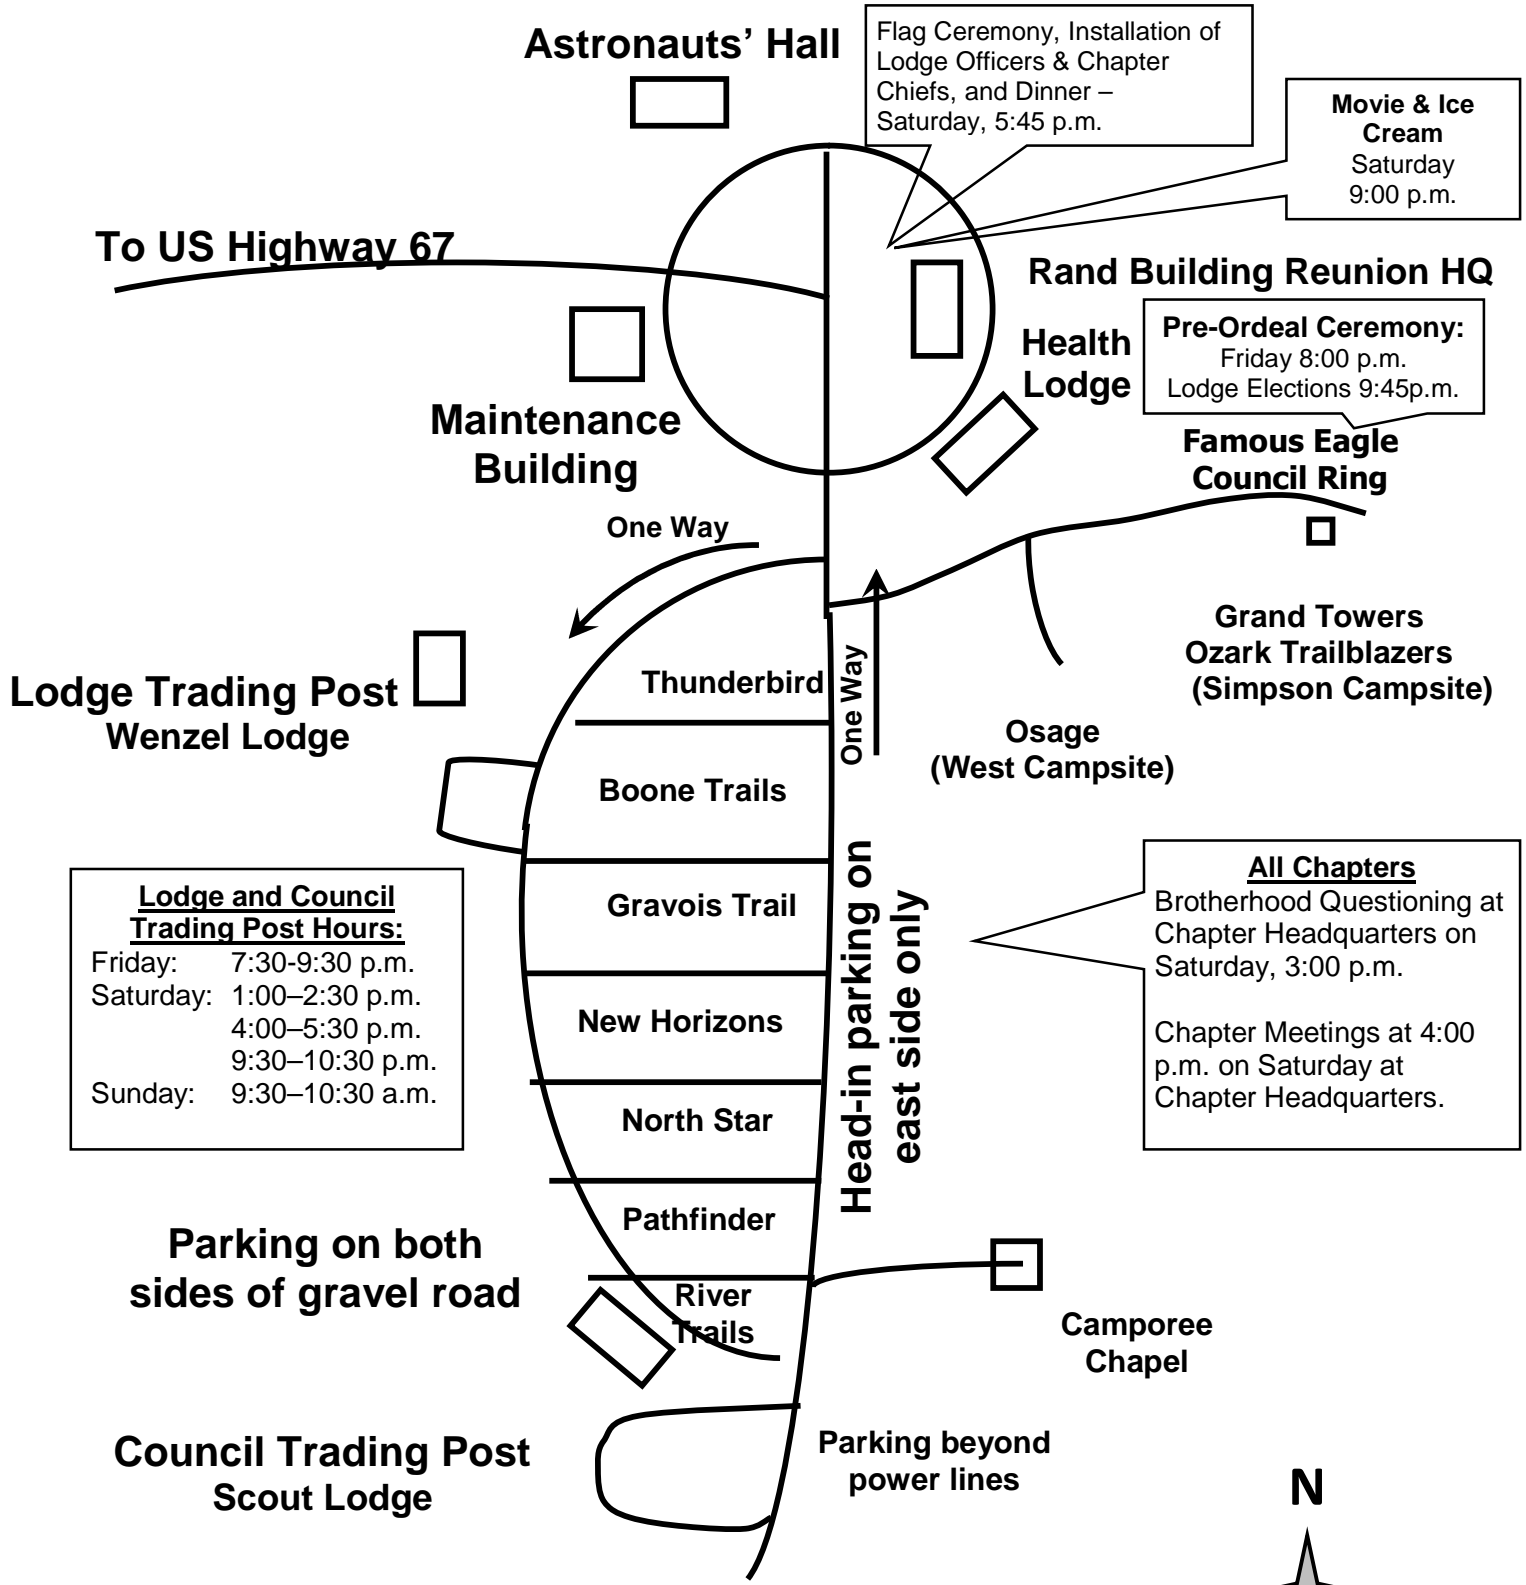 Astronauts’ Hall
Flag Ceremony, Installation of
Lodge Officers & Chapter
Chiefs, and Dinner –
Saturday, 5:45 p.m.
Movie & Ice
Cream
Saturday
9:00 p.m.
To US Highway 67
Rand Building Reunion HQ
Health
Lodge
Pre-Ordeal Ceremony:
Friday 8:00 p.m.
Lodge Elections 9:45p.m.
Maintenance
Building
Famous Eagle
Council Ring
One Way
Grand Towers
Ozark Trailblazers
(Simpson Campsite)
Lodge Trading Post
Wenzel Lodge
Thunderbird
One Way
Osage
(West Campsite)
Boone Trails
Lodge and Council
Trading Post Hours:
Friday: 7:30-9:30 p.m.
Saturday: 1:00–2:30 p.m.
4:00–5:30 p.m.
9:30–10:30 p.m.
Sunday: 9:30–10:30 a.m.
Gravois Trail
Head-in parking on
east side only
All Chapters
Brotherhood Questioning at
Chapter Headquarters on
Saturday, 3:00 p.m.
Chapter Meetings at 4:00
p.m. on Saturday at
Chapter Headquarters.
New Horizons
North Star
Pathfinder
Parking on both
sides of gravel road
River
Trails
Camporee
Chapel
Council Trading Post
Scout Lodge
Parking beyond
power lines
N